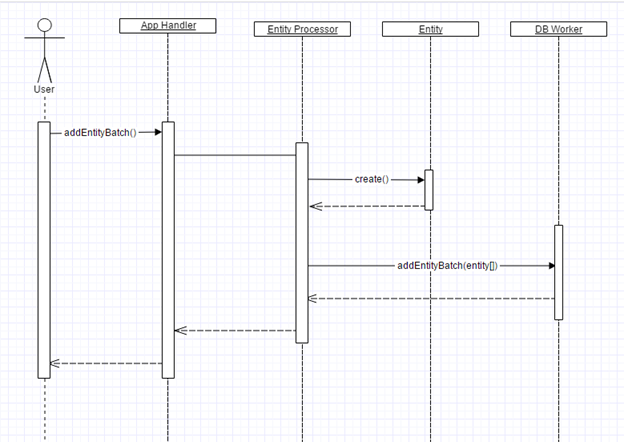 App Handler
Entity Processor
Entity
DB Worker
User
addEntityBatch()
create()
addEntityBatch(entity[])